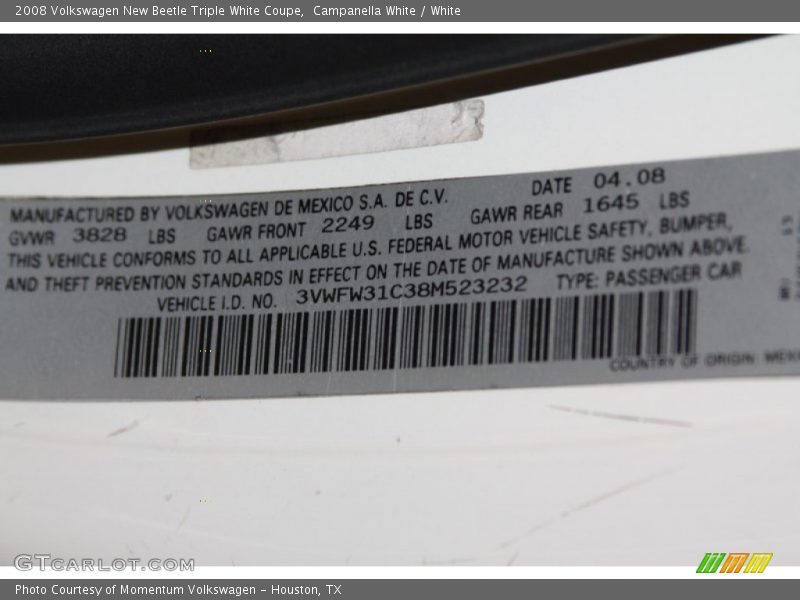 2008 Volkswagen New Beetle Triple White Coupe,  Campanella White / White
MANUFACTURED BY VOLKSWAGEN DE MEXICO S.A. DE C.V. DATE 04.08
GVWR 3828 LBS GAWR FRONT 2249 LBS GAWR REAR 1645 LBS
THIS VEHICLE CONFORMS TO ALL APPLICABLE U.S. FEDERAL MOTOR VEHICLE SAFETY, BUMPER,
AND THEFT PREVENTION STANDARDS IN EFFECT ON THE DATE OF MANUFACTURE SHOWN ABOVE.
VEHICLE I.D. NO. 3VWFW31C38M523232 TYPE: PASSENGER CAR
COUNTRY OF ORIGIN:
GTcarlot.com
Photo Courtesy of Momentum Volkswagen - Houston, TX